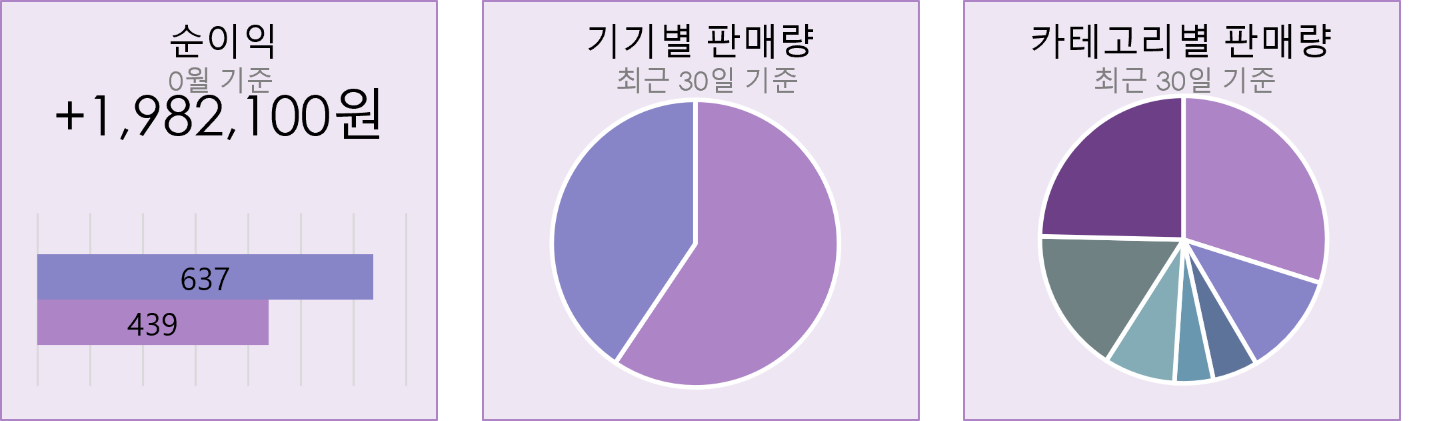 순이익
0월 기준
+1,982,100원
637
439
기기별 판매량
최근 30일 기준
카테고리별 판매량
최근 30일 기준